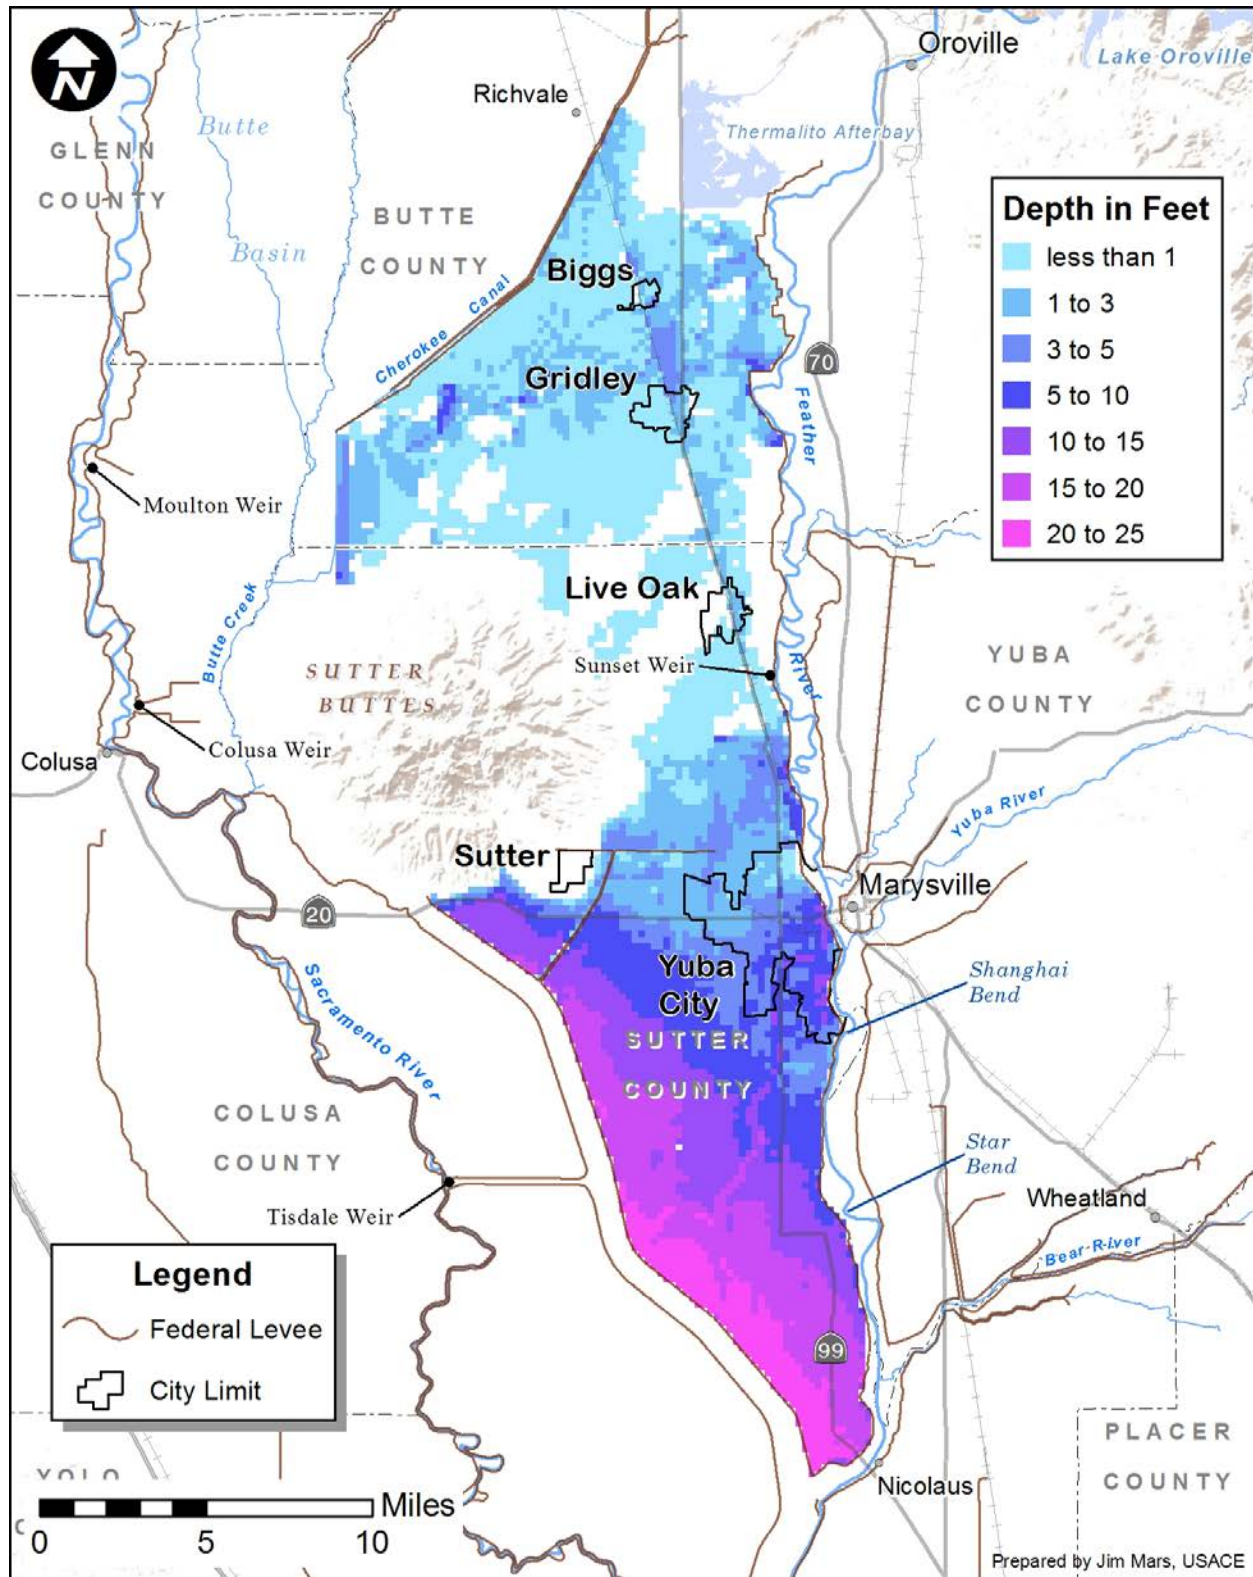 N
Oroville
Lake Oroville
Richvale
Butte
Thermalito Afterbay
GLENN
COUNTY
BUTTE
COUNTY
Basin
Depth in Feet
less than 1
1 to 3
3 to 5
5 to 10
10 to 15
15 to 20
20 to 25
Biggs
Cherokee Canal
70
Gridley
Feather
Moulton Weir
Live Oak
Butte Creek
Sunset Weir
River
YUBA
COUNTY
SUTTER
BUTTES
Colusa Weir
Colusa
Yuba River
Sutter
Marysville
20
Yuba
City
Shanghai
Bend
Sacramento River
SUTTER
COUNTY
COLUSA
COUNTY
Star
Bend
Tisdale Weir
Wheatland
Bear River
Legend
Federal Levee
City Limit
99
PLACER
COUNTY
YOLO
Nicolaus
Miles
0
5
10
Prepared by Jim Mars, USACE